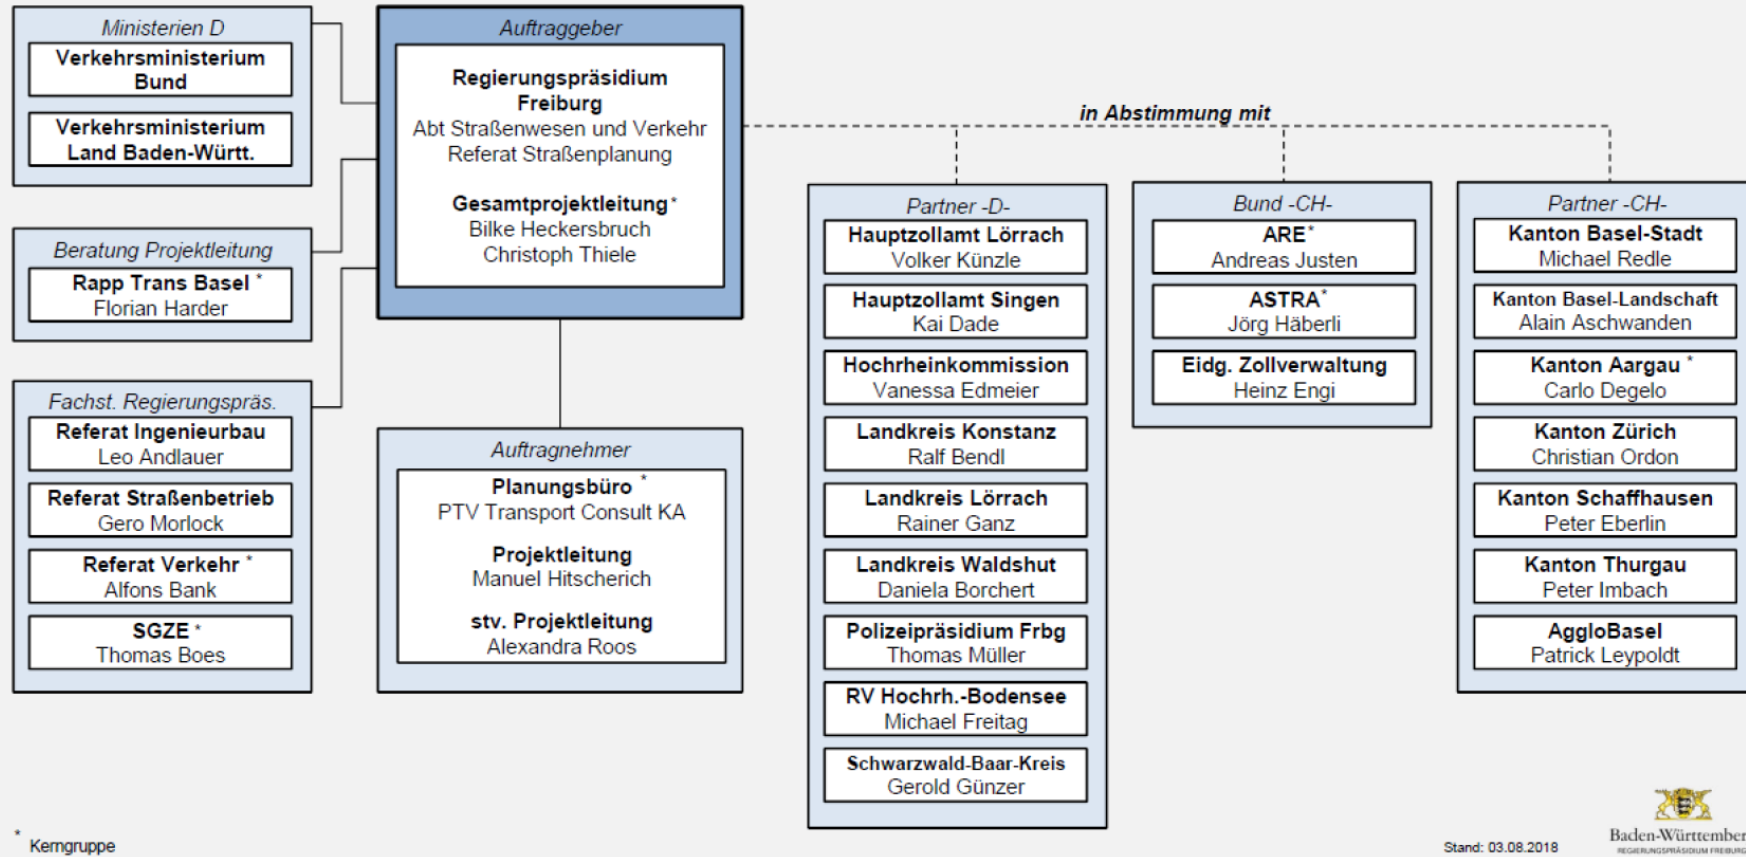 Ministerien D
Verkehrsministerium
Bund
Verkehrsministerium
Land Baden-Württ.
Beratung Projektleitung
Rapp Trans Basel *
Florian Harder
Fachst. Regierungspräs.
Referat Ingenieurbau
Leo Andlauer
Referat Straßenbetrieb
Gero Morlock
Referat Verkehr *
Alfons Bank
SGZE *
Thomas Boes
Auftraggeber
Regierungspräsidium
Freiburg
Abt Straßenwesen und Verkehr
Referat Straßenplanung
Gesamtprojektleitung *
Bilke Heckersbruch
Christoph Thiele
Auftragnehmer
Planungsbüro *
PTV Transport Consult KA
Projektleitung
Manuel Hitscherich
stv. Projektleitung
Alexandra Roos
in Abstimmung mit
Partner -D-
Hauptzollamt Lörrach
Volker Künzle
Hauptzollamt Singen
Kai Dade
Hochrheinkommission
Vanessa Edmeier
Landkreis Konstanz
Ralf Bendl
Landkreis Lörrach
Rainer Ganz
Landkreis Waldshut
Daniela Borchert
Polizeipräsidium Frbg
Thomas Müller
RV Hochrh.-Bodensee
Michael Freitag
Schwarzwald-Baar-Kreis
Gerold Günzer
Bund -CH-
ARE *
Andreas Justen
ASTRA *
Jörg Häberli
Eidg. Zollverwaltung
Heinz Engi
Partner -CH-
Kanton Basel-Stadt
Michael Redle
Kanton Basel-Landschaft
Alain Aschwanden
Kanton Aargau *
Carlo Degelo
Kanton Zürich
Christian Ordon
Kanton Schaffhausen
Peter Eberlin
Kanton Thurgau
Peter Imbach
AggloBasel
Patrick Leypoldt
* Kerngruppe
Stand: 03.08.2018
Baden-Württember
REGIERUNGSPRÄSIDIUM FREIBURG